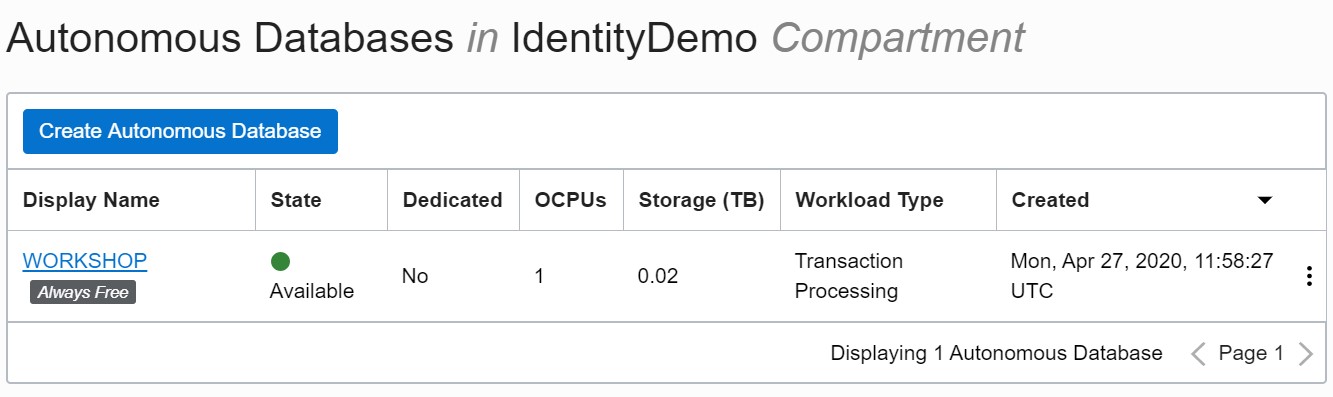 Autonomous Databases in IdentityDemo Compartment
Create Autonomous Database
Display Name State Dedicated OCPUs Storage (TB) Workload Type Created
WORKSHOP
Always Free
Available
No
1
0.02
Transaction
Processing
Mon, Apr 27, 2020, 11:58:27
UTC
Displaying 1 Autonomous Database Page 1